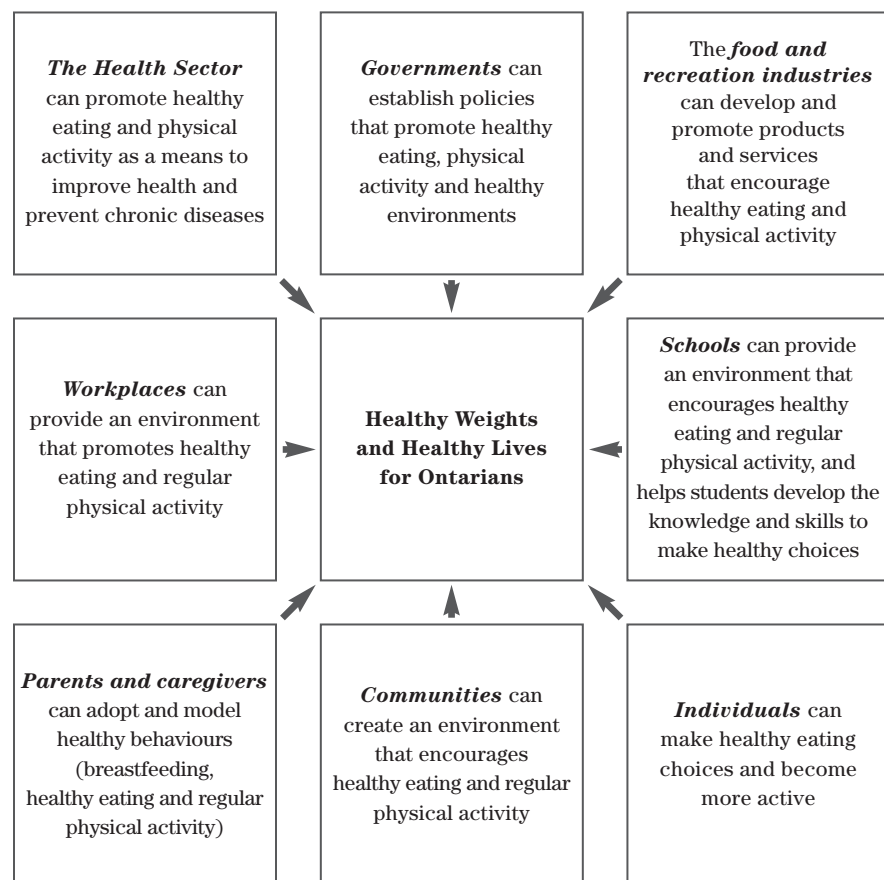 The Health Sector
can promote healthy
eating and physical
activity as a means to
improve health and
prevent chronic diseases
Governments can
establish policies
that promote healthy
eating, physical
activity and healthy
environments
The food and
recreation industries
can develop and
promote products
and services
that encourage
healthy eating and
physical activity
Workplaces can
provide an environment
that promotes healthy
eating and regular
physical activity
Healthy Weights
and Healthy Lives
for Ontarians
Schools can provide
an environment that
encourages healthy
eating and regular
physical activity, and
helps students develop the
knowledge and skills to
make healthy choices
Parents and caregivers
can adopt and model
healthy behaviours
(breastfeeding,
healthy eating and regular
physical activity)
Communities can
create an environment
that encourages
healthy eating and regular
physical activity
Individuals can
make healthy eating
choices and become
more active